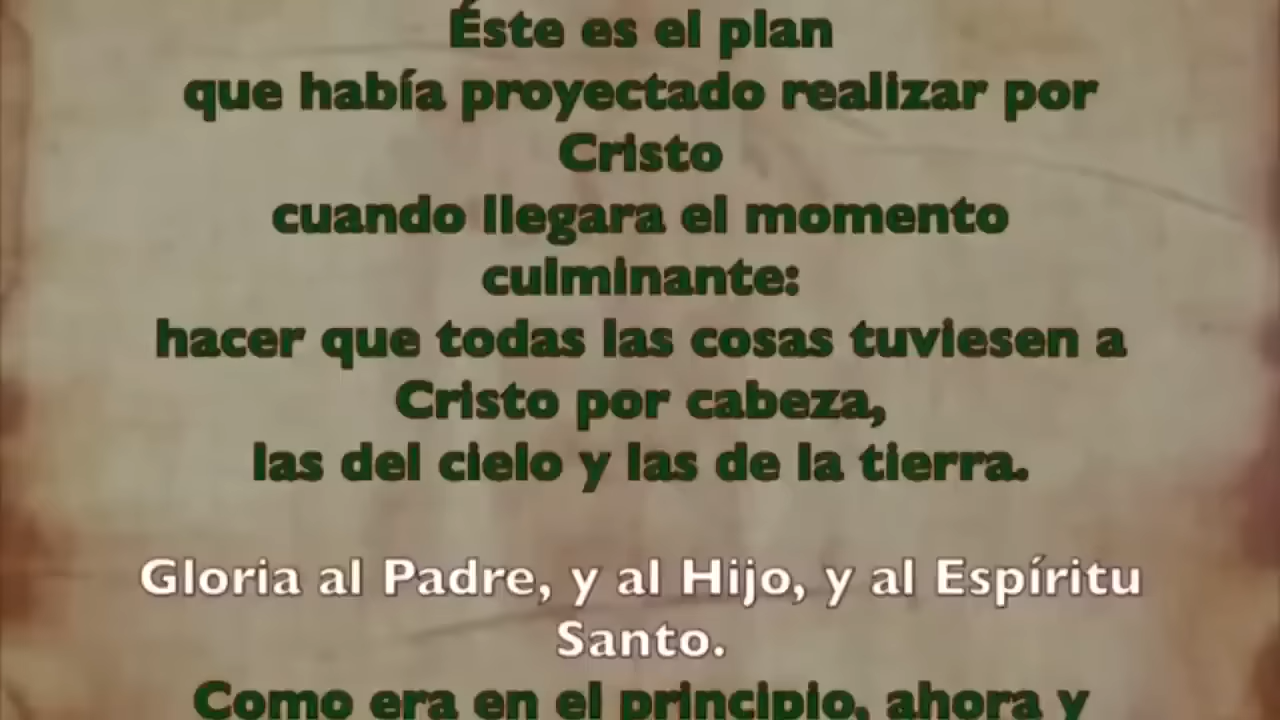 Éste es el plan
que había proyectado realizar por
Cristo
cuando llegara el momento
culminante:
hacer que todas las cosas tuviesen a
Cristo por cabeza,
las del cielo y las de la tierra.
Gloria al Padre, y al Hijo, y al Espíritu
Santo.
Como era en el principio, ahora y